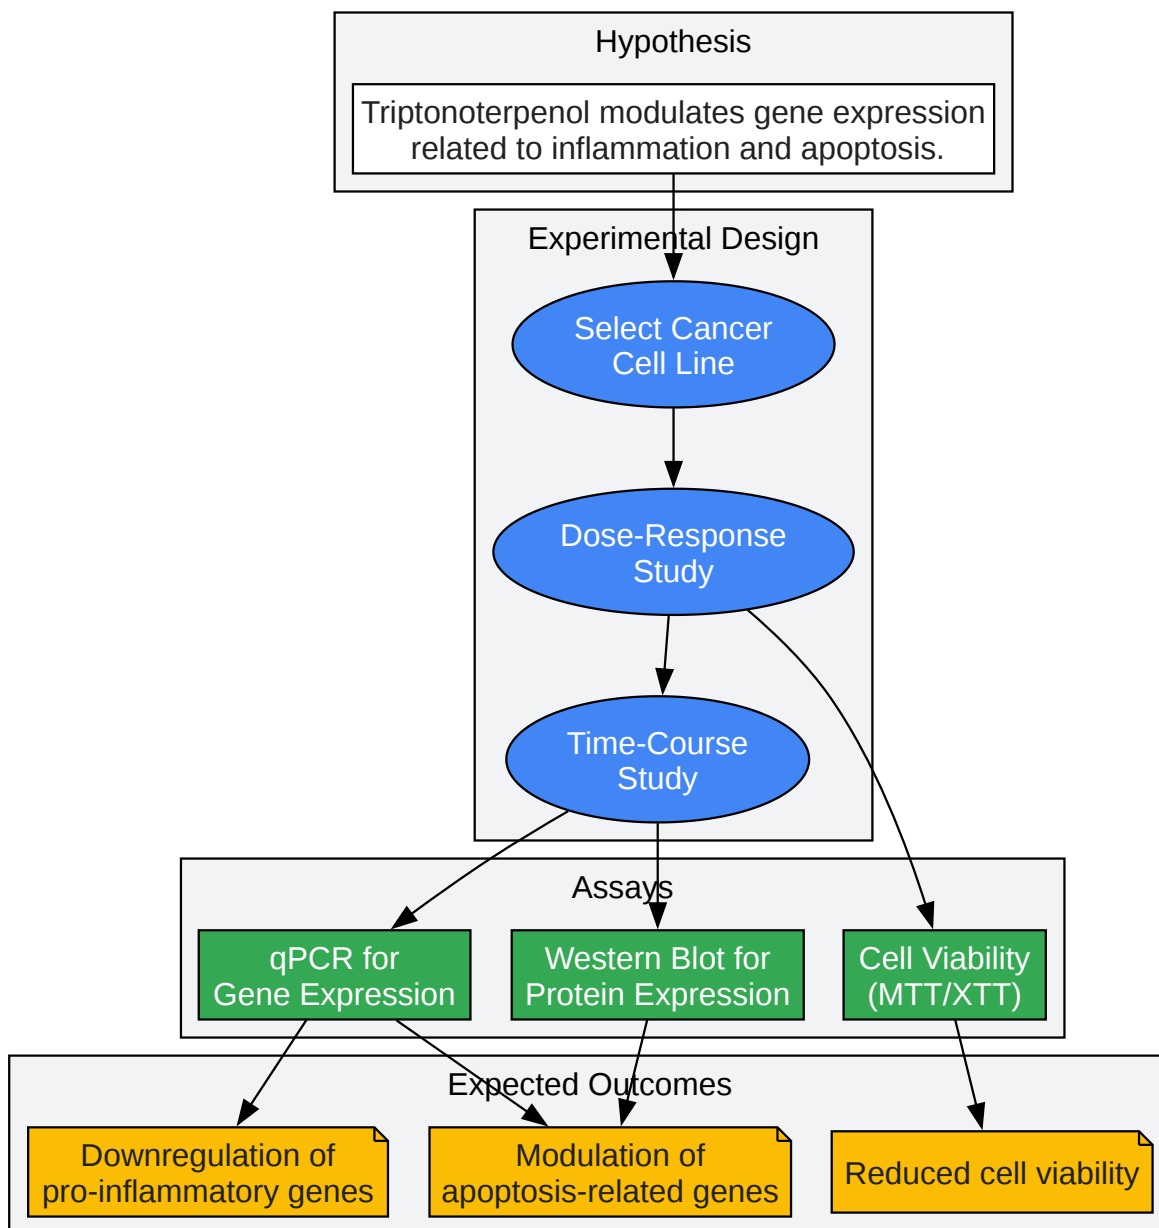 Hypothesis
Triptonoterpenol modulates gene expression
related to inflammation and apoptosis.
Experimental Design
Select Cancer
Cell Line
Dose-Response
Study
Time-Course
Study
Assays
qPCR for
Gene Expression
Western Blot for
Protein Expression
Cell Viability
(MTT/XTT)
Expected Outcomes
Downregulation of
pro-inflammatory genes
Modulation of
apoptosis-related genes
Reduced cell viability